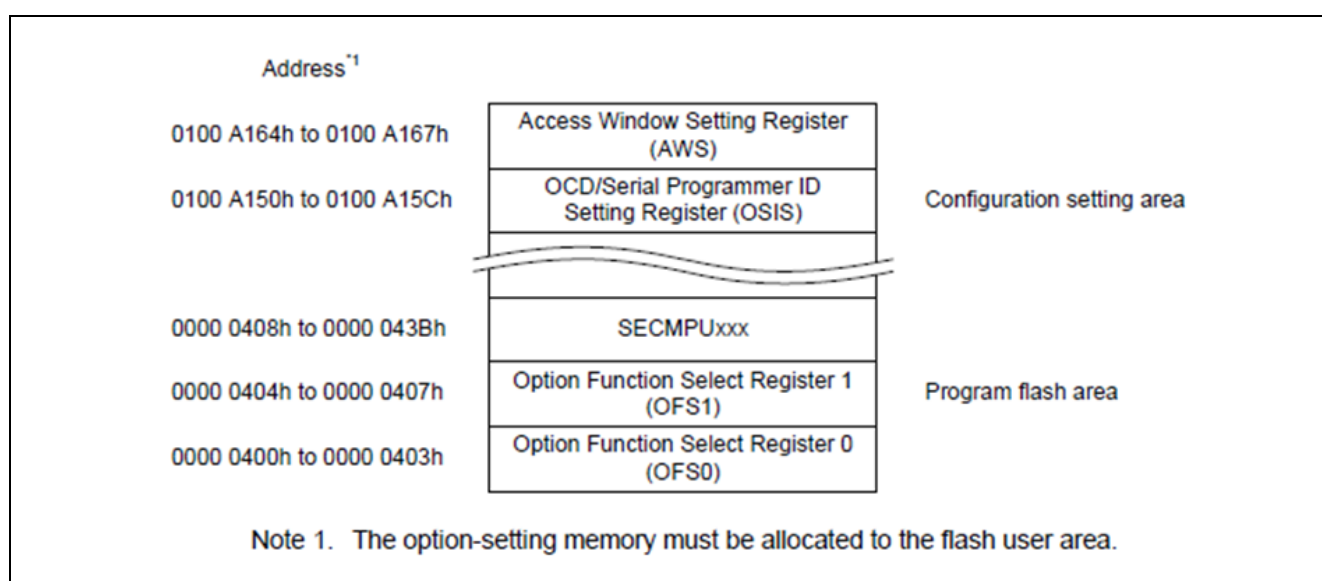 Address*1
0100 A164h to 0100 A167h
Access Window Setting Register
(AWS)
0100 A150h to 0100 A15Ch
OCD/Serial Programmer ID
Setting Register (OSIS)
Configuration setting area
0000 0408h to 0000 043Bh
SECMPUxxx
0000 0404h to 0000 0407h
Option Function Select Register 1
(OFS1)
Program flash area
0000 0400h to 0000 0403h
Option Function Select Register 0
(OFS0)
Note 1. The option-setting memory must be allocated to the flash user area.